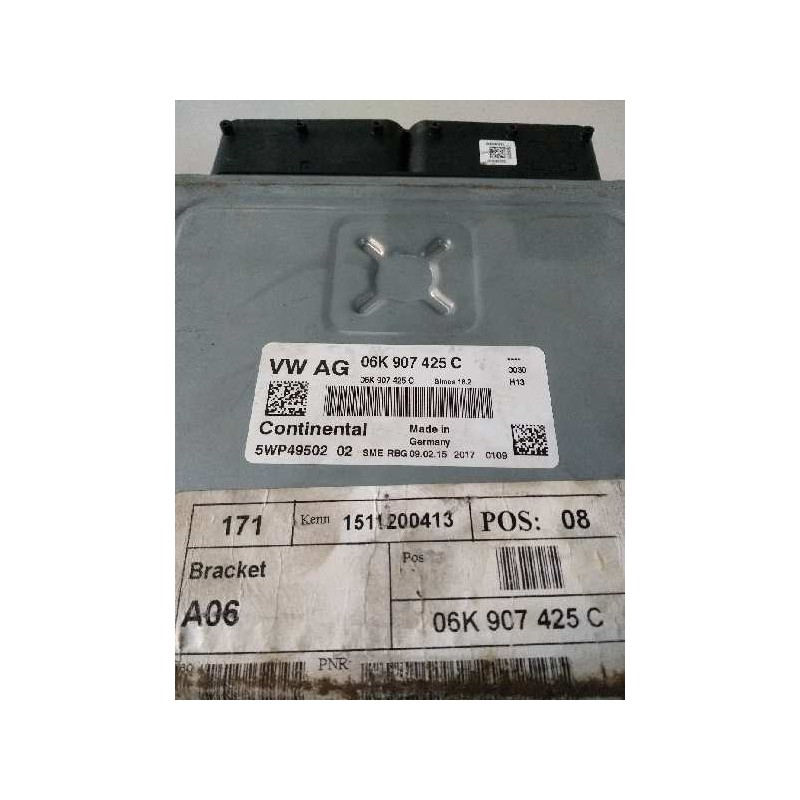 VW AG 06K 907 425 C ----
06K 907 425 C Simos 18.2 0030
H13
Continental Made in
Germany
5WP49502 02 SME RBG 09.02.15 2017 0109
171 Kenn 1511200413 POS: 08
Bracket Pos
A06 06K 907 425 C
PNR